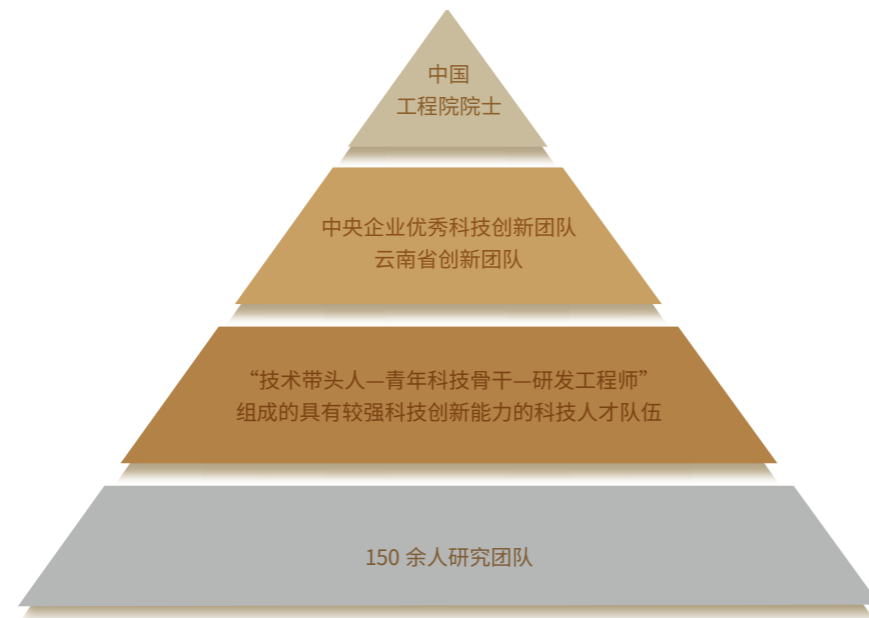 中国
工程院院士
中央企业优秀科技创新团队
云南省创新团队
“技术带头人—青年科技骨干—研发工程师”
组成的具有较强科技创新能力的科技人才队伍
150 余人研究团队